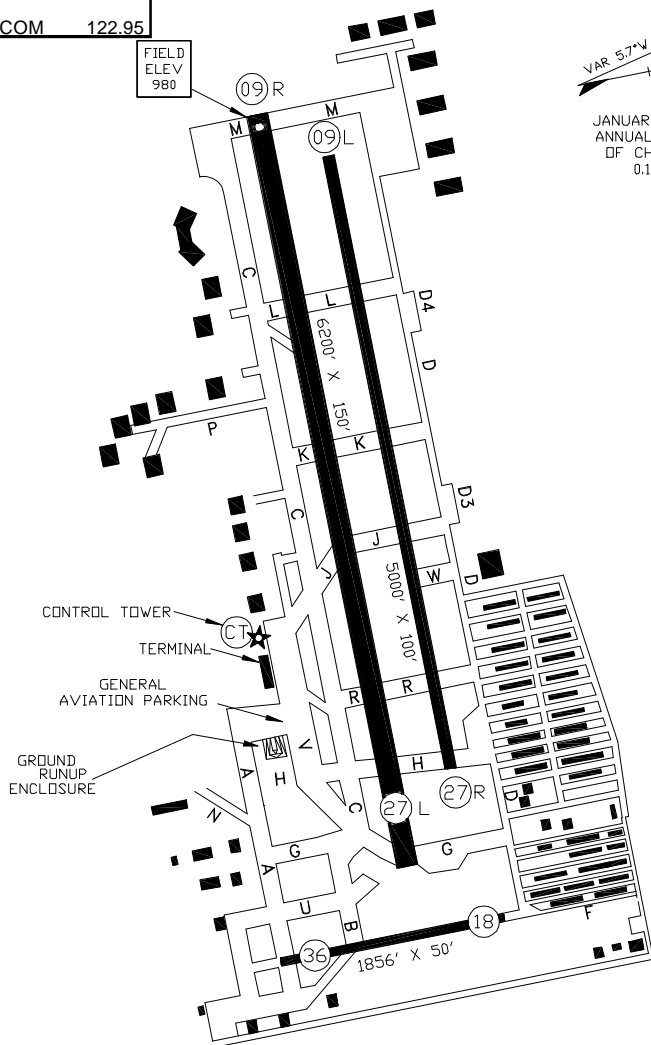 COM 122.95
FIELD
ELEV
980
09 R
M
M
09 L
VAR 5.7°W
JANUAR
ANNUAL
OF CH
0.1
C
L
L
D4
D
6200' X 150'
P
K
K
D3
C
J
J
W
D
5000' X 100'
CONTROL TOWER
CT
TERMINAL
GENERAL
AVIATION PARKING
R
R
V
H
A
H
GROUND
RUNUP
ENCLOSURE
N
27 L
27 R
D
C
G
G
A
U
B
18
F
36
1856' X 50'